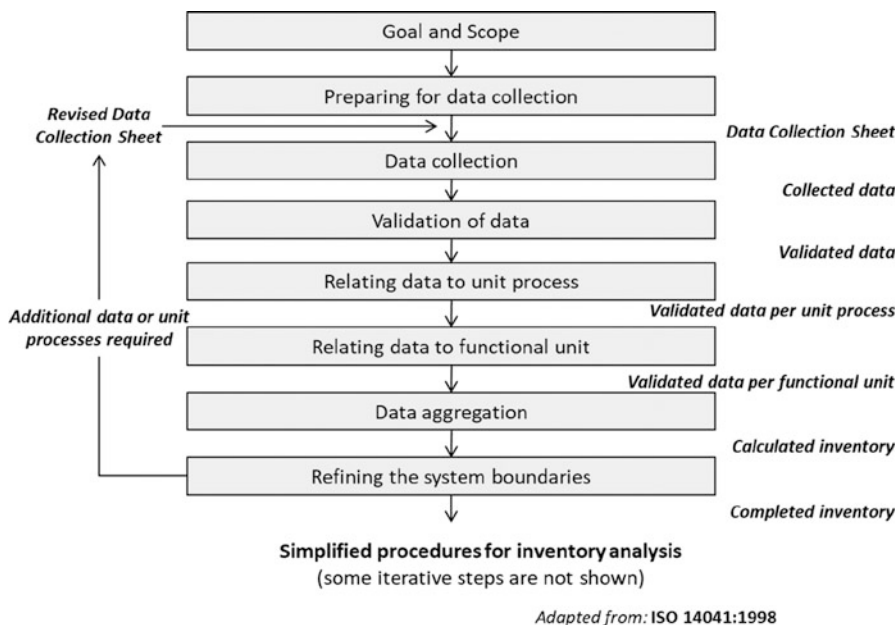 Goal and Scope
Preparing for data collection
Revised Data
Collection Sheet
Data Collection Sheet
Data collection
Collected data
Validation of data
Validated data
Relating data to unit process
Validated data per unit process
Additional data or unit
processes required
Relating data to functional unit
Validated data per functional unit
Data aggregation
Calculated inventory
Refining the system boundaries
Completed inventory
Simplified procedures for inventory analysis
(some iterative steps are not shown)
Adapted from: ISO 14041:1998